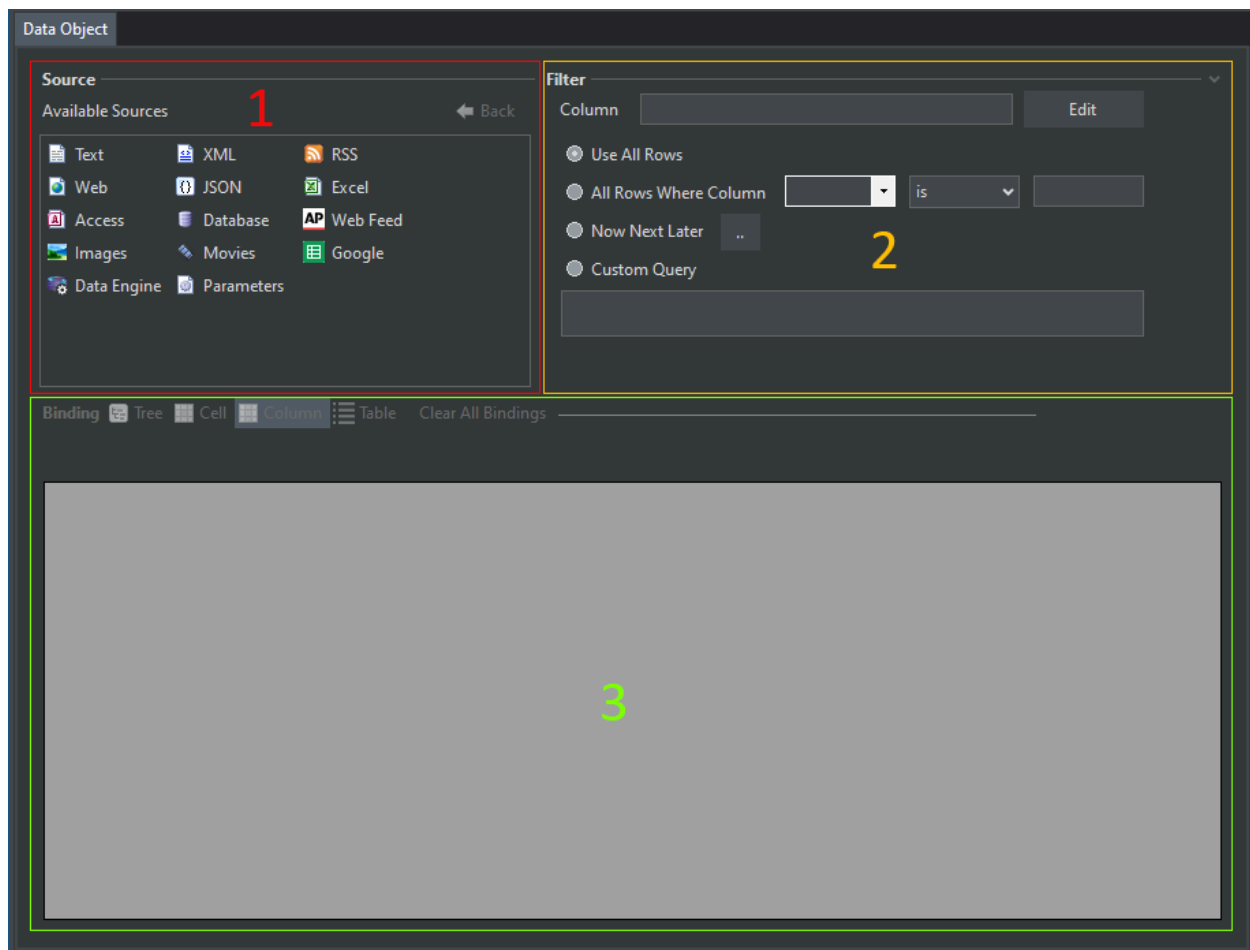 Data Object
Source
1
Available Sources
Back
Text XML RSS
Web JSON Excel
Access Database AP Web Feed
Images Movies Google
Data Engine Parameters
Filter
Column Edit
Use All Rows
All Rows Where Column is
Now Next Later ..
2
Custom Query
Binding Tree Cell Column Table Clear All Bindings
3